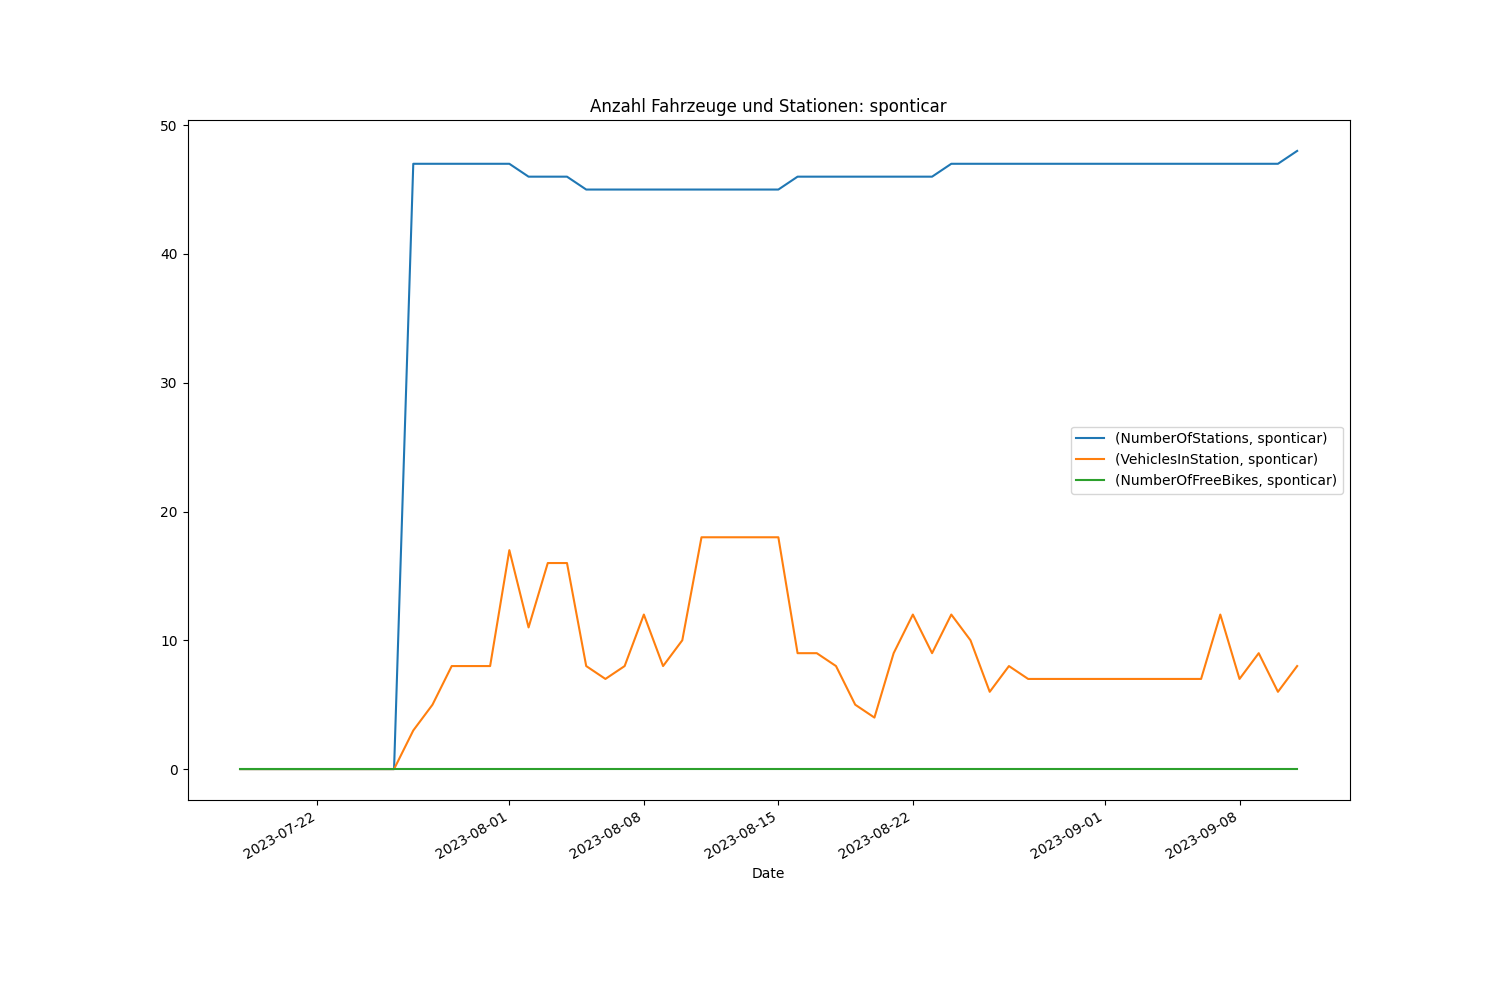 Anzahl Fahrzeuge und Stationen: sponticar
50
40
30
20
10
0
(NumberOfStations, sponticar)
(VehiclesInStation, sponticar)
(NumberOfFreeBikes, sponticar)
2023-07-22
2023-08-01
2023-08-08
2023-08-15
2023-08-22
2023-09-01
2023-09-08
Date